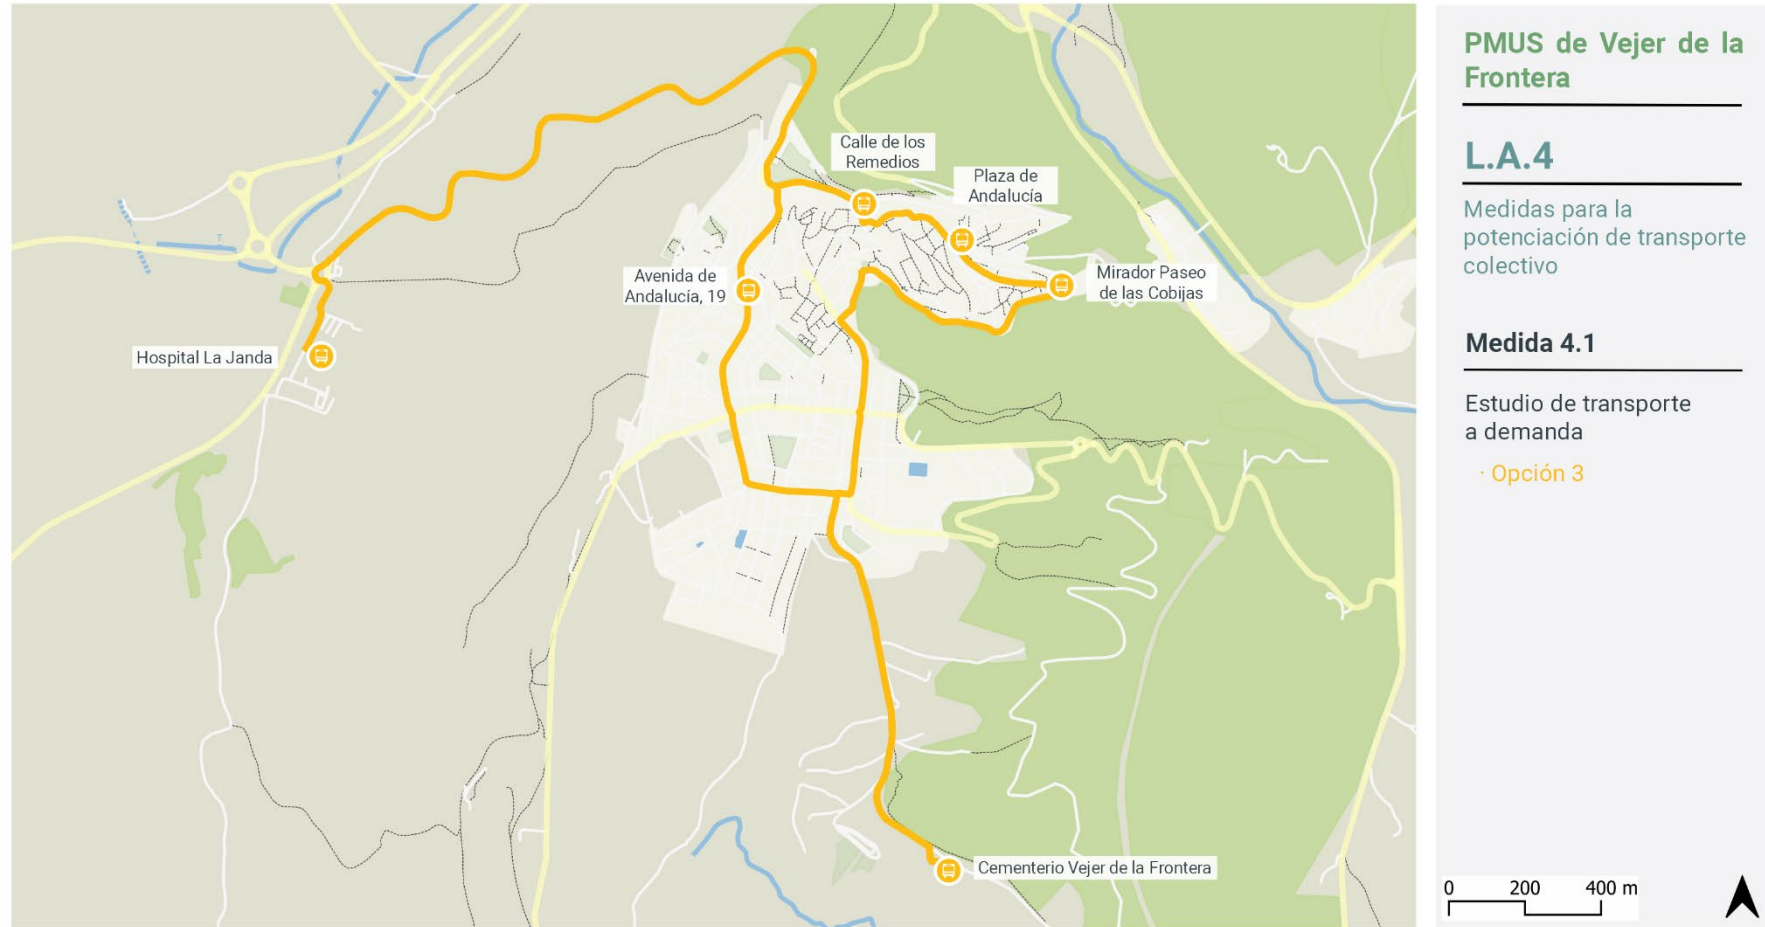 Calle de los
Remedios
Plaza de
Andalucía
Avenida de
Andalucía, 19
Mirador Paseo
de las Cobijas
Hospital La Janda
Cementerio Vejer de la Frontera
PMUS de Vejer de la
Frontera
L.A.4
Medidas para la
potenciación de transporte
colectivo
Medida 4.1
Estudio de transporte
a demanda
· Opción 3
0 200 400 m